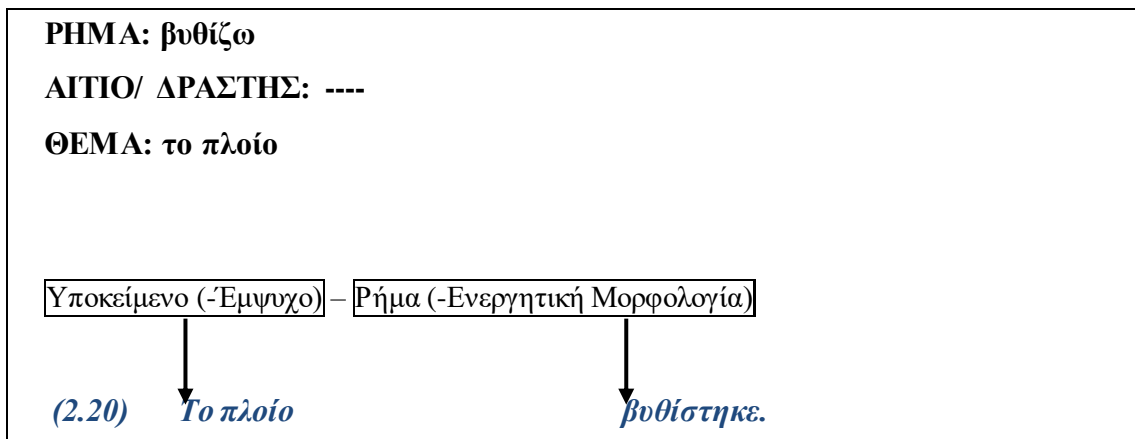 ΡΗΜΑ: βυθίζω
ΑΙΤΙΟ/ ΔΡΑΣΤΗΣ: ----
ΘΕΜΑ: το πλοίο
Υποκείμενο (-Έμψυχο) – Ρήμα (-Ενεργητική Μορφολογία)
(2.20) Το πλοίο βυθίστηκε.